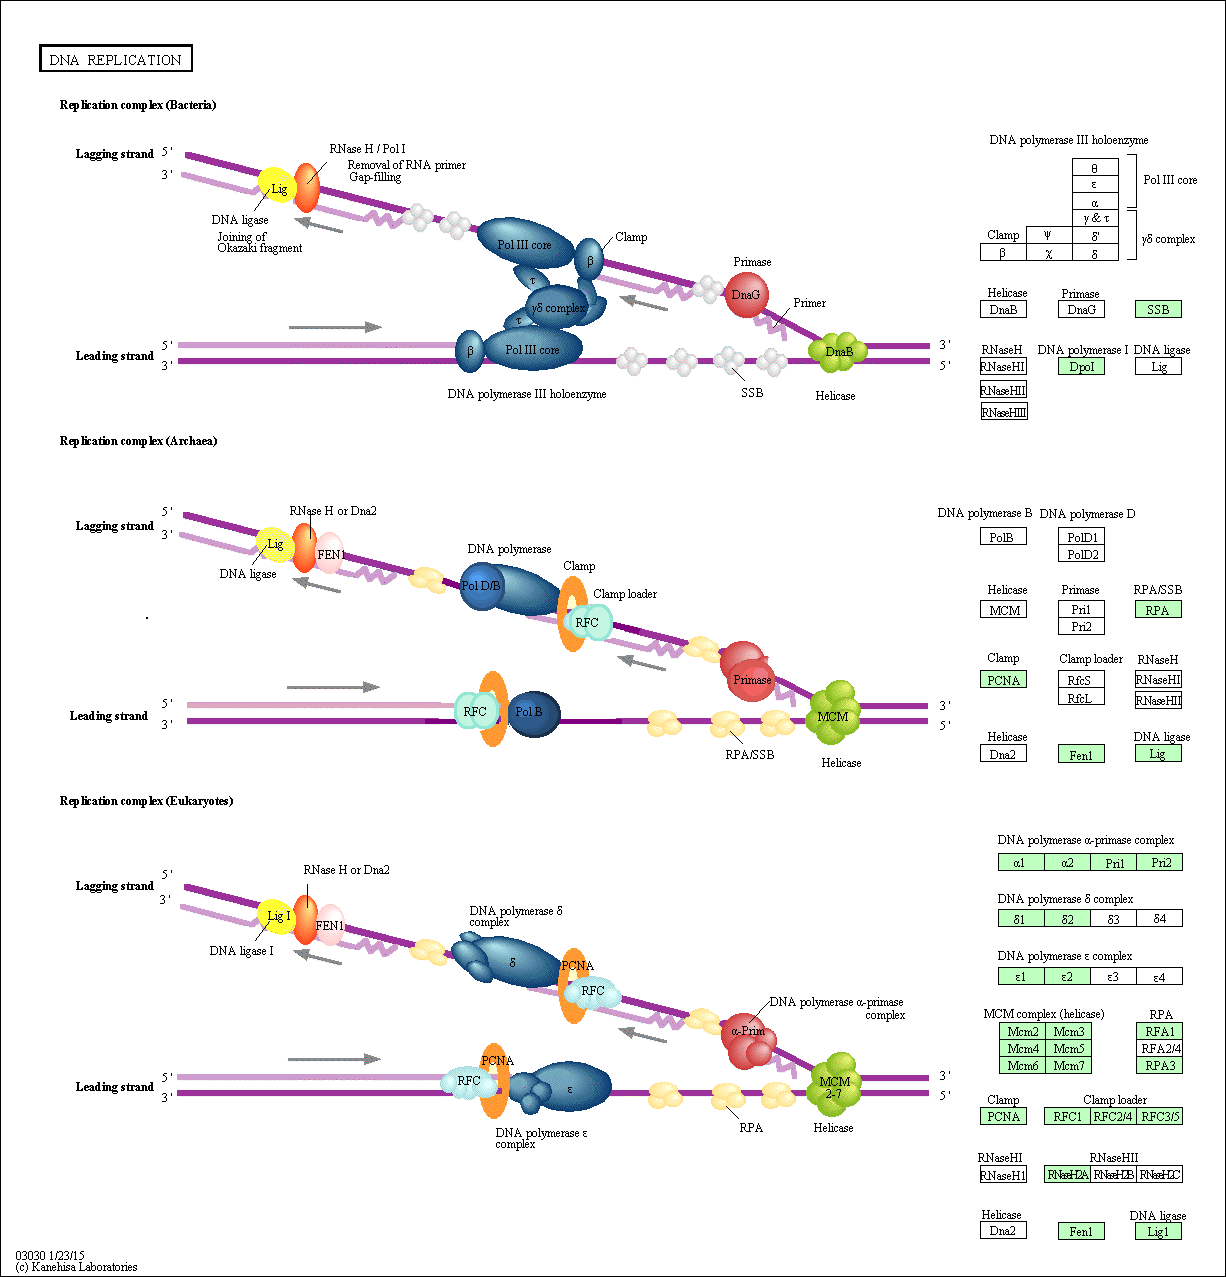 DNA REPLICATION
Replication complex (Bacteria)
Lagging strand
5'
3'
RNase H / Pol I
Removal of RNA primer
Gap-filling
Lig
DNA ligase
Joining of
Okazaki fragment
Pol III core
β
Clamp
τ
γδ complex
τ
β
Pol III core
Primase
DnaG
Primer
DnaB
Leading strand
5'
3'
3'
5'
DNA polymerase III holoenzyme
SSB
Helicase
DNA polymerase III holoenzyme
θ
ε
α
Pol III core
γ & τ
Clamp
ψ
δ'
γδ complex
β
χ
δ
Helicase
DnaB
Primase
DnaG
SSB
RNaseH
RNaseHI
RNaseHII
RNaseHIII
DNA polymerase I
DpoI
DNA ligase
Lig
Replication complex (Archaea)
Lagging strand
5'
3'
RNase H or Dna2
Lig
FEN1
DNA ligase
DNA polymerase
Pol D/B
Clamp
Clamp loader
RFC
Primase
Leading strand
5'
3'
RFC
Pol B
MCM
3'
5'
RPA/SSB
Helicase
DNA polymerase B
PolB
DNA polymerase D
PolD1
PolD2
Helicase
MCM
Primase
Pri1
Pri2
RPA/SSB
RPA
Clamp
PCNA
Clamp loader
RfcS
RfcL
RNaseH
RNaseHI
RNaseHII
Helicase
Dna2
Fen1
DNA ligase
Lig
Replication complex (Eukaryotes)
Lagging strand
5'
3'
RNase H or Dna2
Lig I
FEN1
DNA ligase I
DNA polymerase δ
complex
δ
PCNA
RFC
DNA polymerase α-primase
complex
α-Prim
Leading strand
5'
3'
PCNA
RFC
ε
MCM
2-7
3'
5'
DNA polymerase ε
complex
RPA
Helicase
DNA polymerase α-primase complex
α1 α2 Pri1 Pri2
DNA polymerase δ complex
δ1 δ2 δ3 δ4
DNA polymerase ε complex
ε1 ε2 ε3 ε4
MCM complex (helicase)
Mcm2 Mcm3
Mcm4 Mcm5
Mcm6 Mcm7
RPA
RFA1
RFA2/4
RPA3
Clamp
PCNA
Clamp loader
RFC1 RFC2/4 RFC3/5
RNaseHI
RNaseH1
RNaseHII
RNaseH2A RNaseH2B RNaseH2C
Helicase
Dna2
Fen1
DNA ligase
Lig1
03030 1/23/15
(c) Kanehisa Laboratories